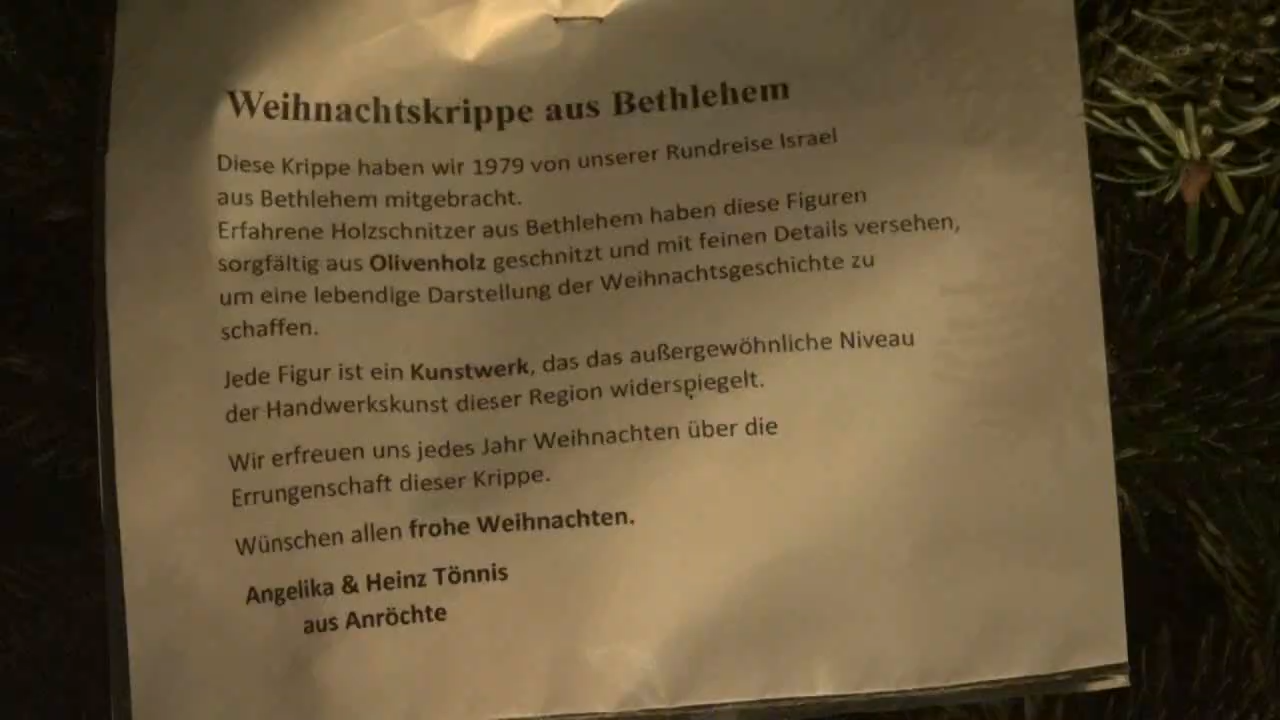 Weihnachtskrippe aus Bethlehem
Diese Krippe haben wir 1979 von unserer Rundreise Israel
aus Bethlehem mitgebracht.
Erfahrene Holzschnitzer aus Bethlehem haben diese Figuren
sorgfältig aus Olivenholz geschnitzt und mit feinen Details versehen,
um eine lebendige Darstellung der Weihnachtsgeschichte zu
schaffen.
Jede Figur ist ein Kunstwerk, das das außergewöhnliche Niveau
der Handwerkskunst dieser Region widerspiegelt.
Wir erfreuen uns jedes Jahr Weihnachten über die
Errungenschaft dieser Krippe.
Wünschen allen frohe Weihnachten.
Angelika & Heinz Tönnis
aus Anröchte